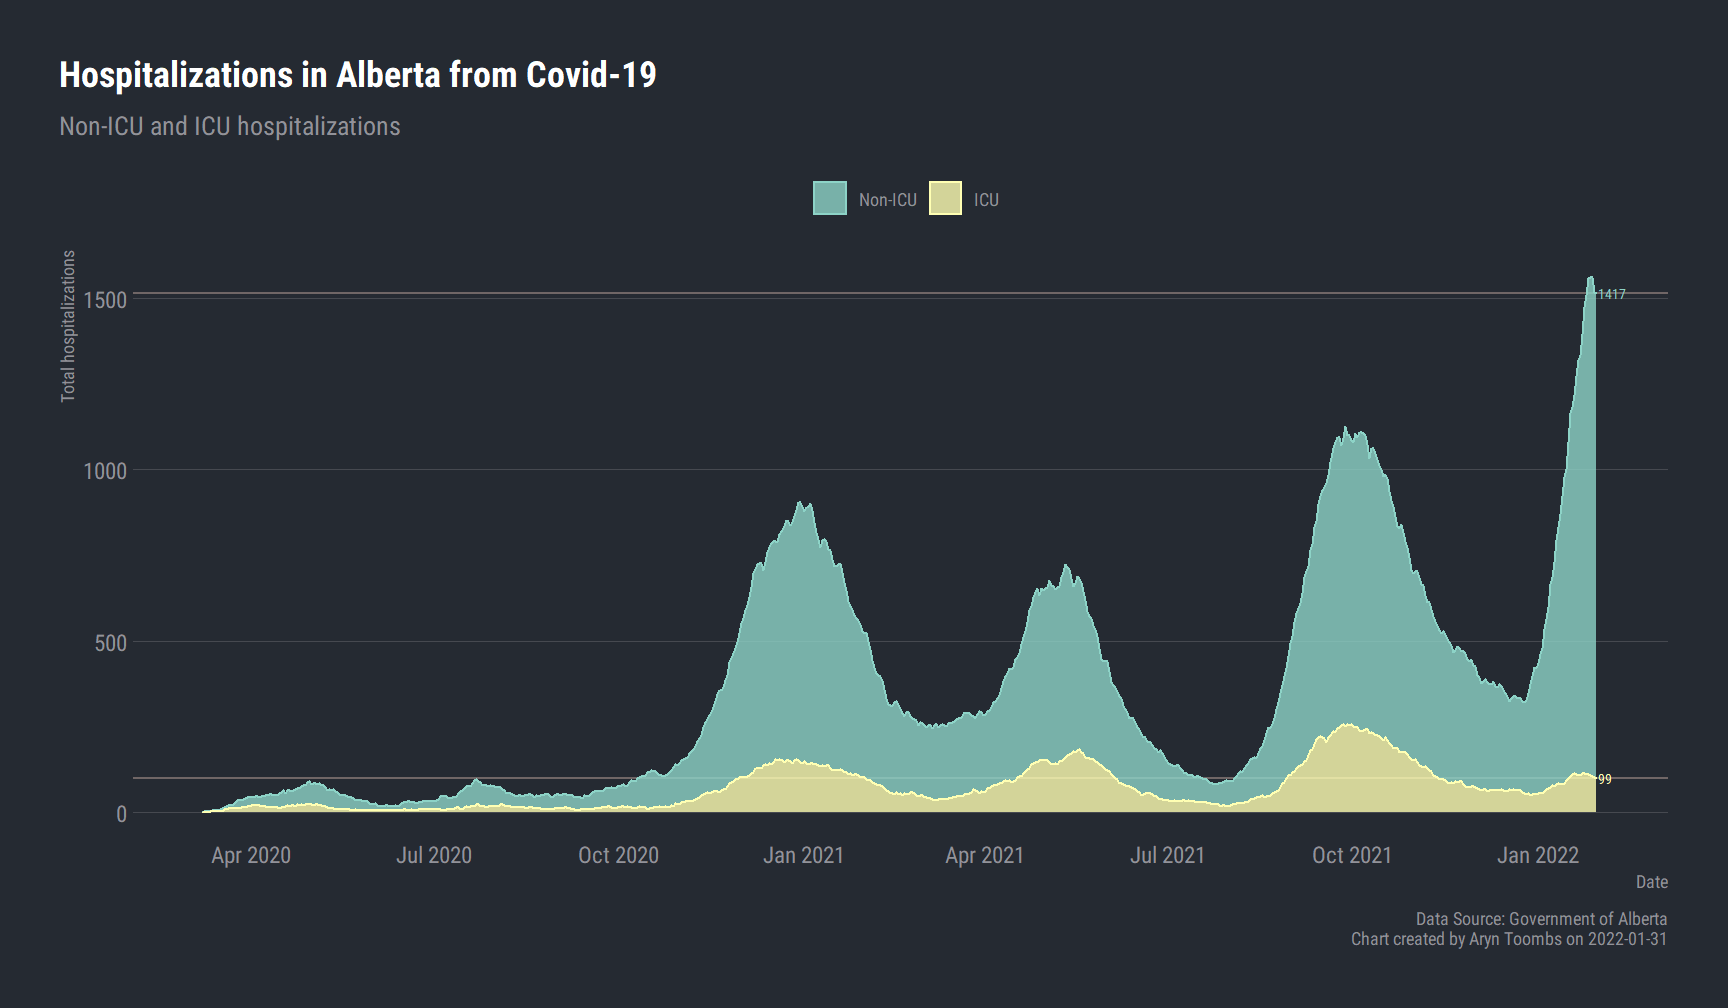 Hospitalizations in Alberta from Covid-19
Non-ICU and ICU hospitalizations
Non-ICU ICU
Total hospitalizations
1500
1417
1000
500
99
0
Apr 2020 Jul 2020 Oct 2020 Jan 2021 Apr 2021 Jul 2021 Oct 2021 Jan 2022
Date
Data Source: Government of Alberta
Chart created by Aryn Toombs on 2022-01-31